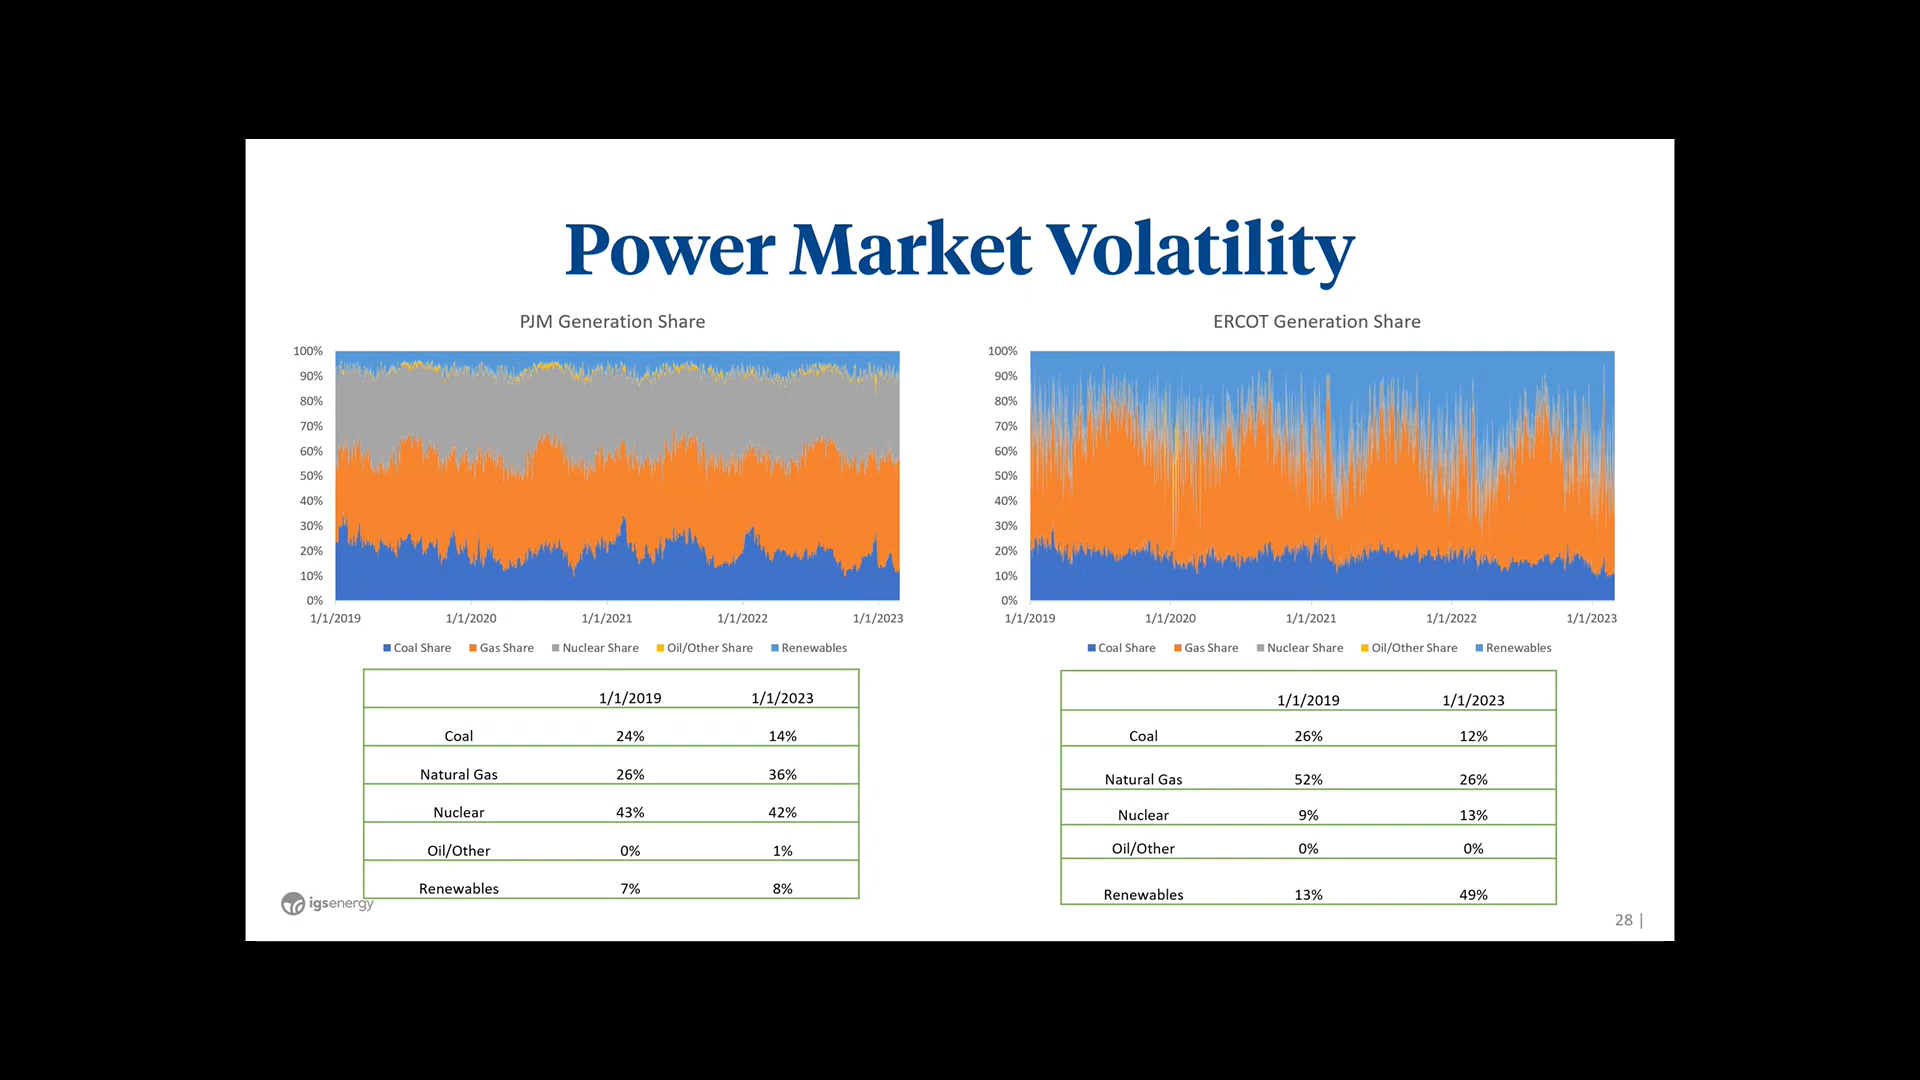 Power Market Volatility
PJM Generation Share
100%
90%
80%
70%
60%
50%
40%
30%
20%
10%
0%
1/1/2019 1/1/2020 1/1/2021 1/1/2022 1/1/2023
Coal Share Gas Share Nuclear Share Oil/Other Share Renewables
1/1/2019 1/1/2023
Coal 24% 14%
Natural Gas 26% 36%
Nuclear 43% 42%
Oil/Other 0% 1%
Renewables 7% 8%
ERCOT Generation Share
100%
90%
80%
70%
60%
50%
40%
30%
20%
10%
0%
1/1/2019 1/1/2020 1/1/2021 1/1/2022 1/1/2023
Coal Share Gas Share Nuclear Share Oil/Other Share Renewables
1/1/2019 1/1/2023
Coal 26% 12%
Natural Gas 52% 26%
Nuclear 9% 13%
Oil/Other 0% 0%
Renewables 13% 49%
igsenergy
28 |